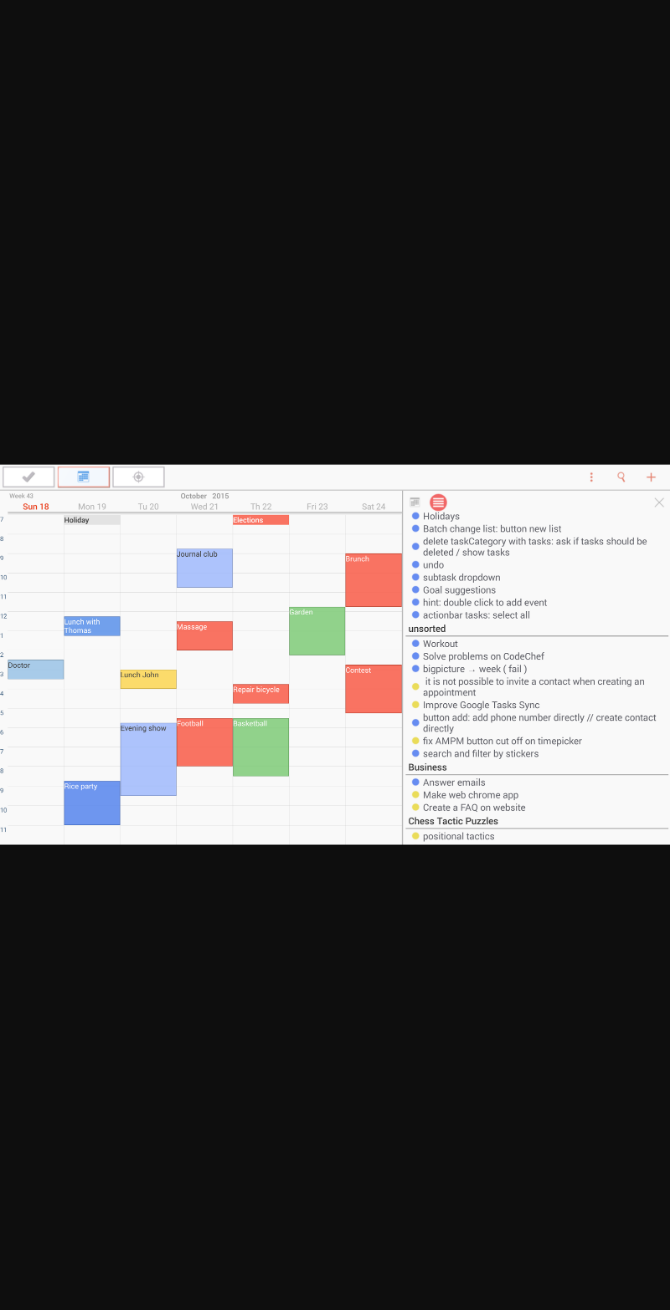 Week 43
October 2015
Sun 18 Mon 19 Tu 20 Wed 21 Th 22 Fri 23 Sat 24
7
8
9
10
11
12
1
2
3
4
5
6
7
8
9
10
11
Holiday
Elections
Journal club
Brunch
Garden
Lunch with
Thomas
Massage
Doctor
Lunch John
Contest
Repair bicycle
Evening show
Football
Basketball
Rice party
Holidays
Batch change list: button new list
delete taskCategory with tasks: ask if tasks should be
deleted / show tasks
undo
subtask dropdown
Goal suggestions
hint: double click to add event
actionbar tasks: select all
unsorted
Workout
Solve problems on CodeChef
bigpicture → week ( fail )
it is not possible to invite a contact when creating an
appointment
Improve Google Tasks Sync
button add: add phone number directly // create contact
directly
fix AMPM button cut off on timepicker
search and filter by stickers
Business
Answer emails
Make web chrome app
Create a FAQ on website
Chess Tactic Puzzles
positional tactics